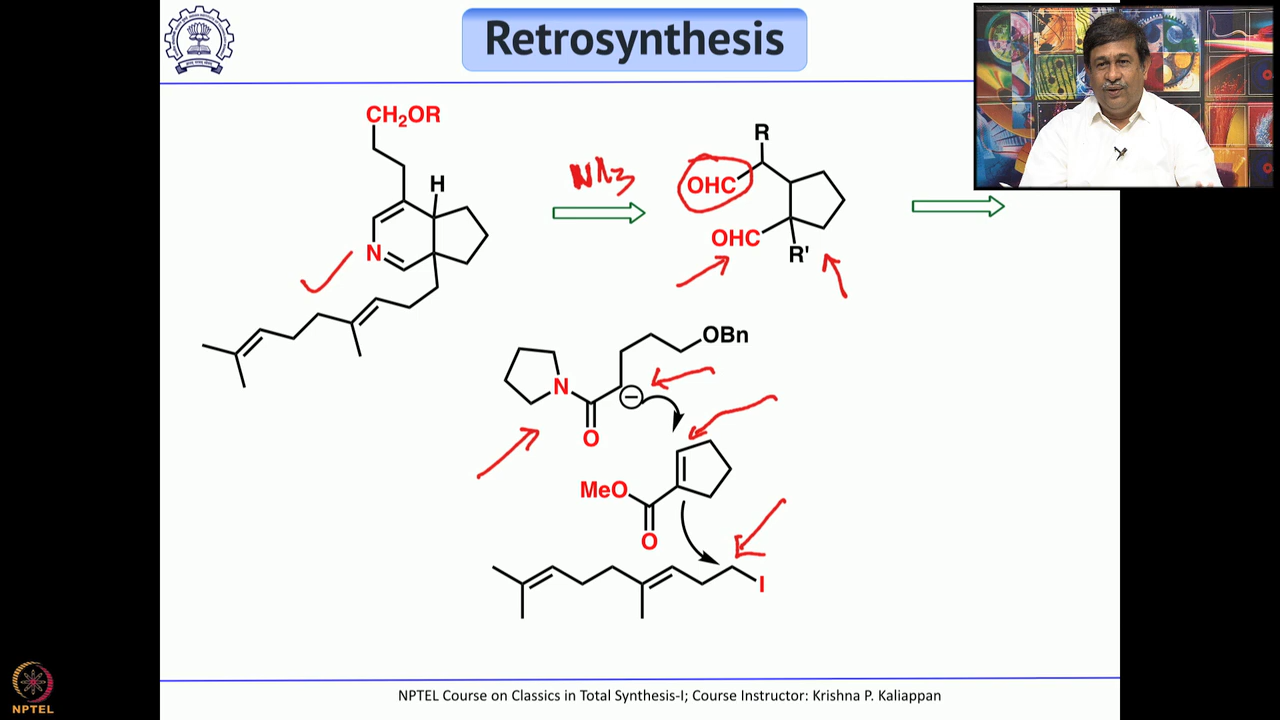 Retrosynthesis
CH₂OR
H
N
NH₃
R
OHC
OHC
R'
OBn
N
O
MeO
O
I
NPTEL Course on Classics in Total Synthesis-I; Course Instructor: Krishna P. Kaliappan
NPTEL